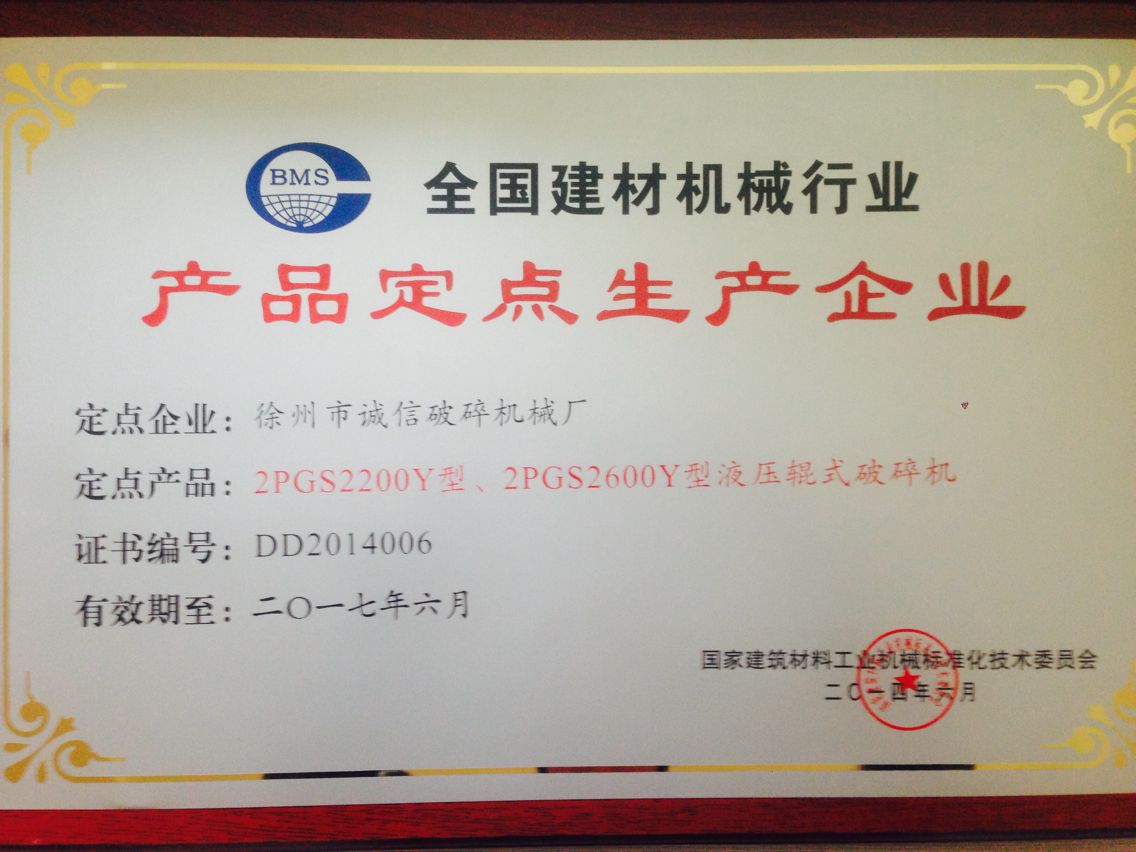 BMS
全国建材机械行业
产品定点生产企业
定点企业：徐州市诚信破碎机械厂
定点产品：2PGS2200Y型、2PGS2600Y型液压辊式破碎机
证书编号：DD2014006
有效期至：二〇一七年六月
国家建筑材料工业机械标准化技术委员会
二〇一四年六月